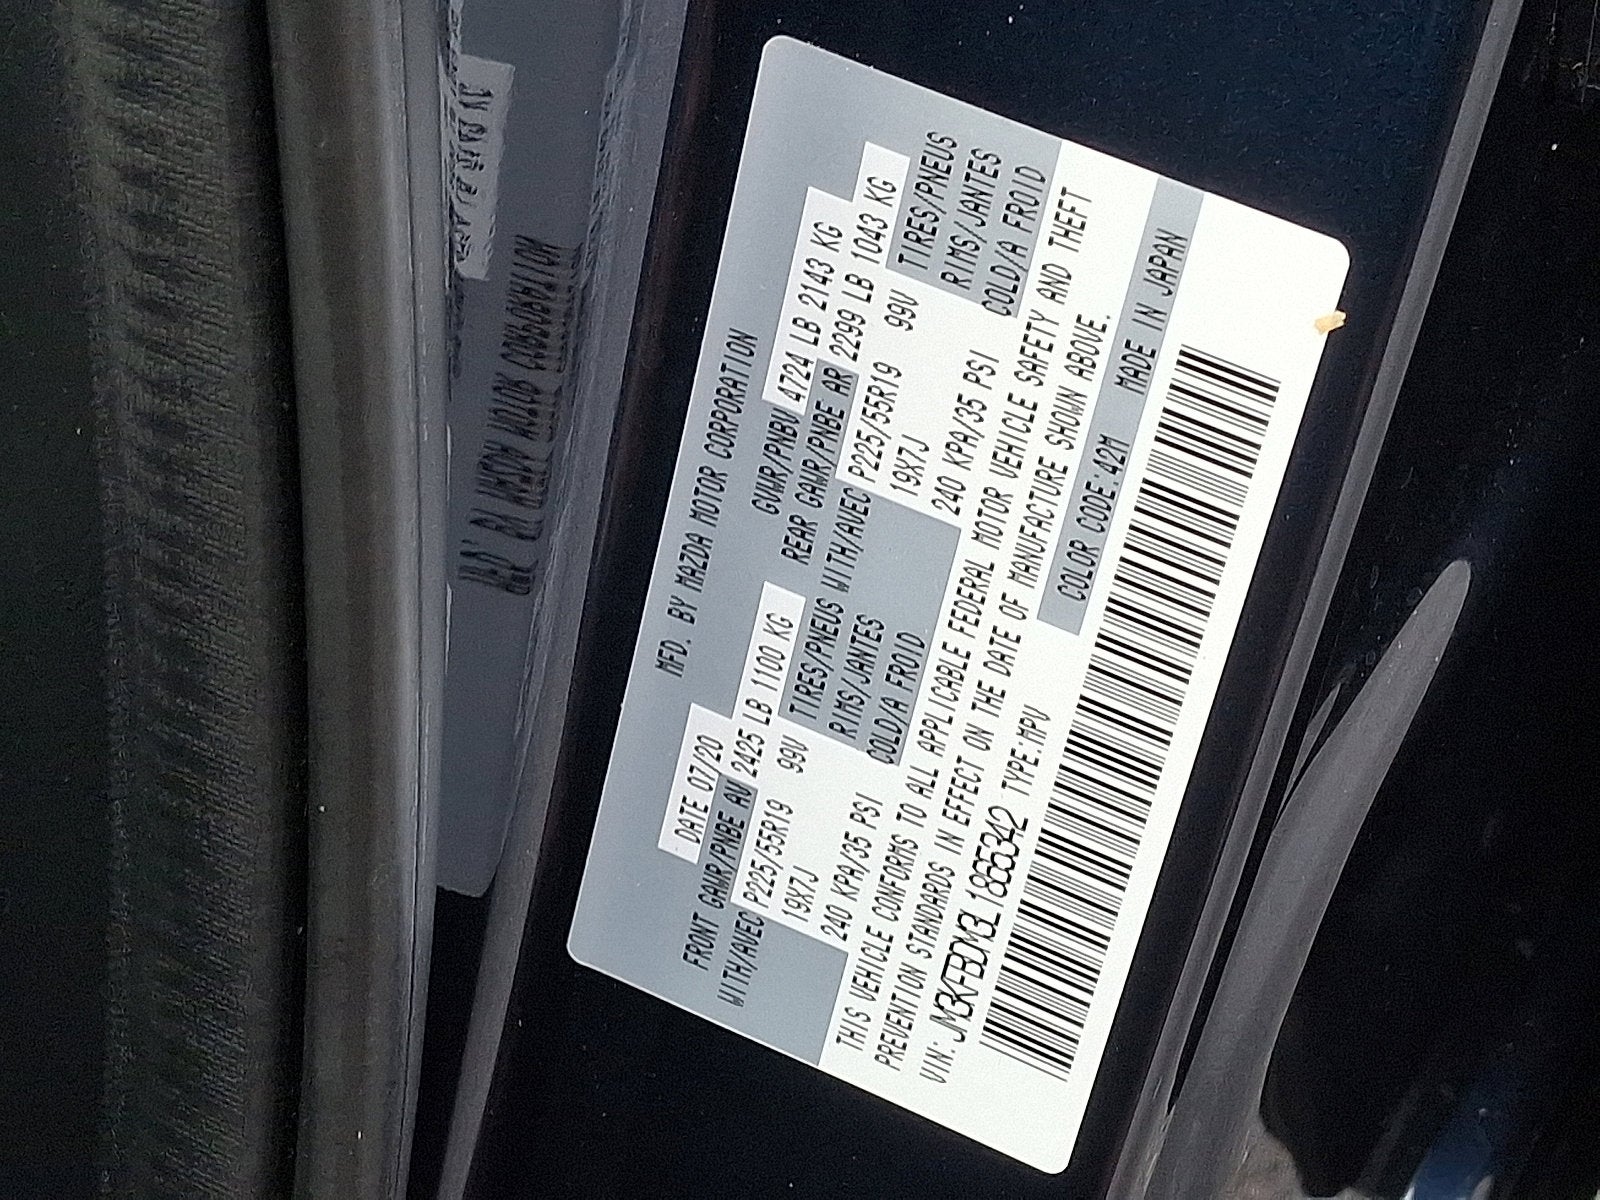 MFD. BY MAZDA MOTOR CORPORATION
DATE 07/20 GVWR/PNBV 4724 LB 2143 KG
FRONT GAWR/PNBE AV 2425 LB 1100 KG REAR GAWR/PNBE AR 2299 LB 1043 KG
WITH/AVEC P225/55R19 99V TIRES/PNEUS WITH/AVEC P225/55R19 99V TIRES/PNEUS
19X7J RIMS/JANTES 19X7J RIMS/JANTES
240 KPA/35 PSI COLD/A FROID 240 KPA/35 PSI COLD/A FROID
THIS VEHICLE CONFORMS TO ALL APPLICABLE FEDERAL MOTOR VEHICLE SAFETY AND THEFT
PREVENTION STANDARDS IN EFFECT ON THE DATE OF MANUFACTURE SHOWN ABOVE.
VIN: JM3KFBDM3L1856342 TYPE:MPV COLOR CODE:42M MADE IN JAPAN